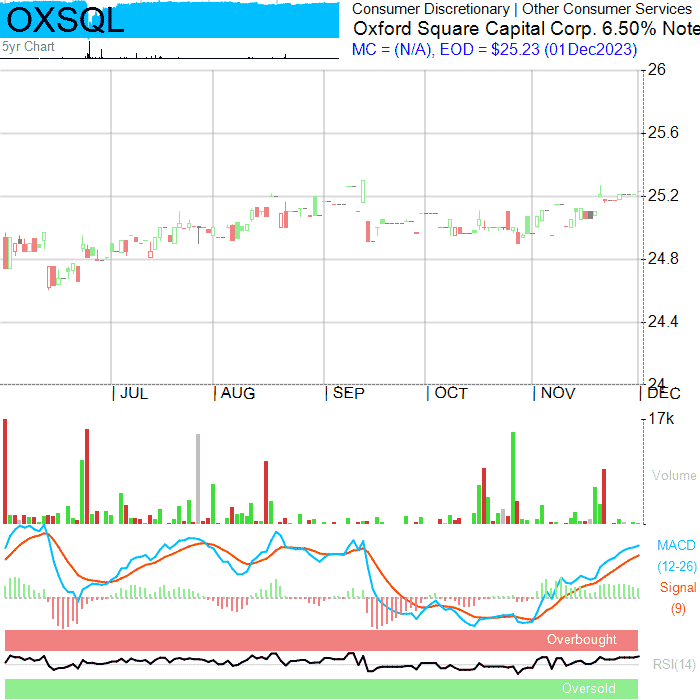 OXSQL
5yr Chart
Consumer Discretionary | Other Consumer Services
Oxford Square Capital Corp. 6.50% Note
MC = (N/A), EOD = $25.23 (01Dec2023)
26
25.6
25.2
24.8
24.4
24
JUL AUG SEP OCT NOV DEC
17k
Volume
MACD
(12-26)
Signal
(9)
Overbought
RSI(14)
Oversold